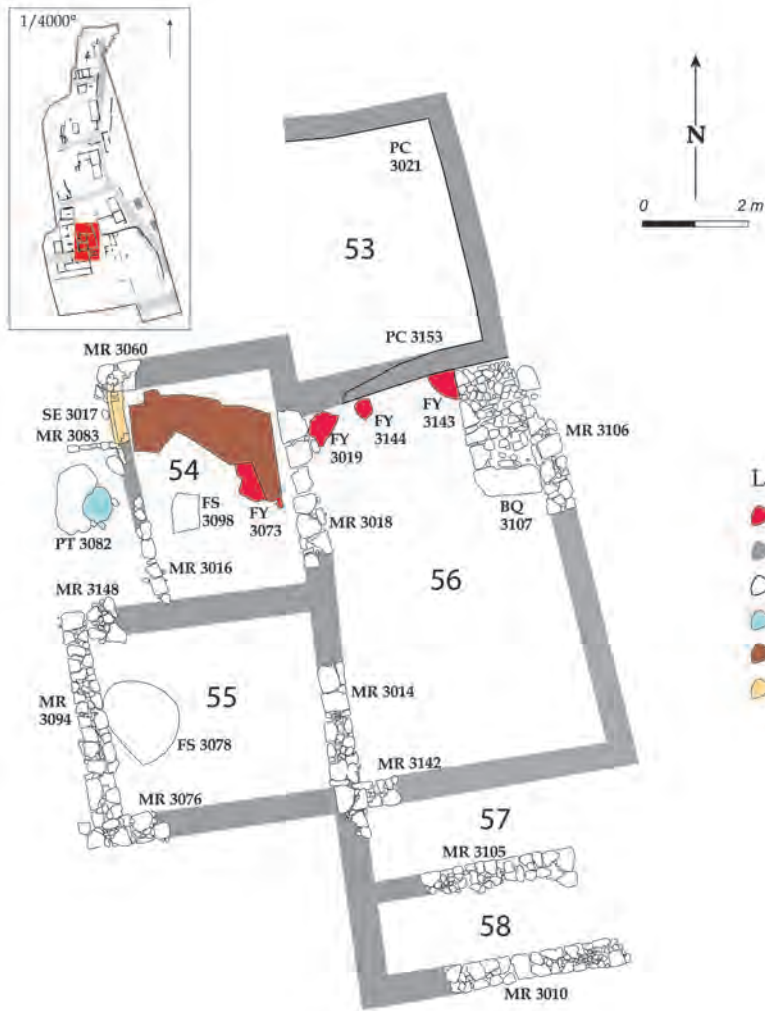 1/4000°
N
0 2 m
PC
3021
53
PC 3153
MR 3060
SE 3017
MR 3083
54
FS
3098
FY
3073
FY
3019
FY
3144
FY
3143
MR 3106
BQ
3107
PT 3082
MR 3016
MR 3018
56
MR 3148
MR
3094
55
FS 3078
MR 3014
MR 3076
MR 3142
57
MR 3105
58
MR 3010
L